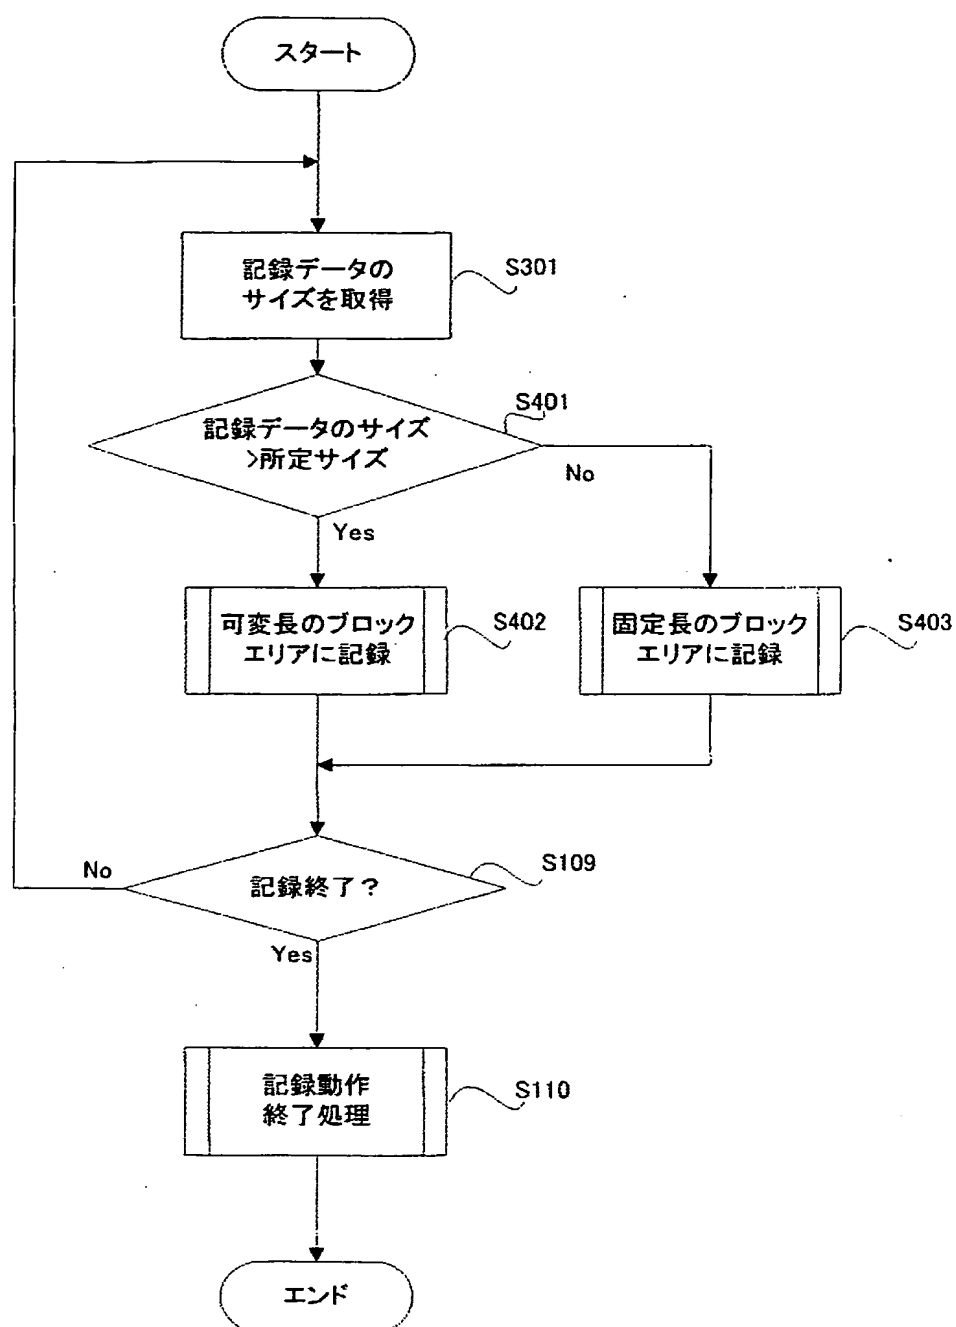 スタート
記録データの
サイズを取得
S301
記録データのサイズ
>所定サイズ
S401
No
Yes
可変長のブロック
エリアに記録
S402
固定長のブロック
エリアに記録
S403
記録終了?
S109
No
Yes
記録動作
終了処理
S110
エンド